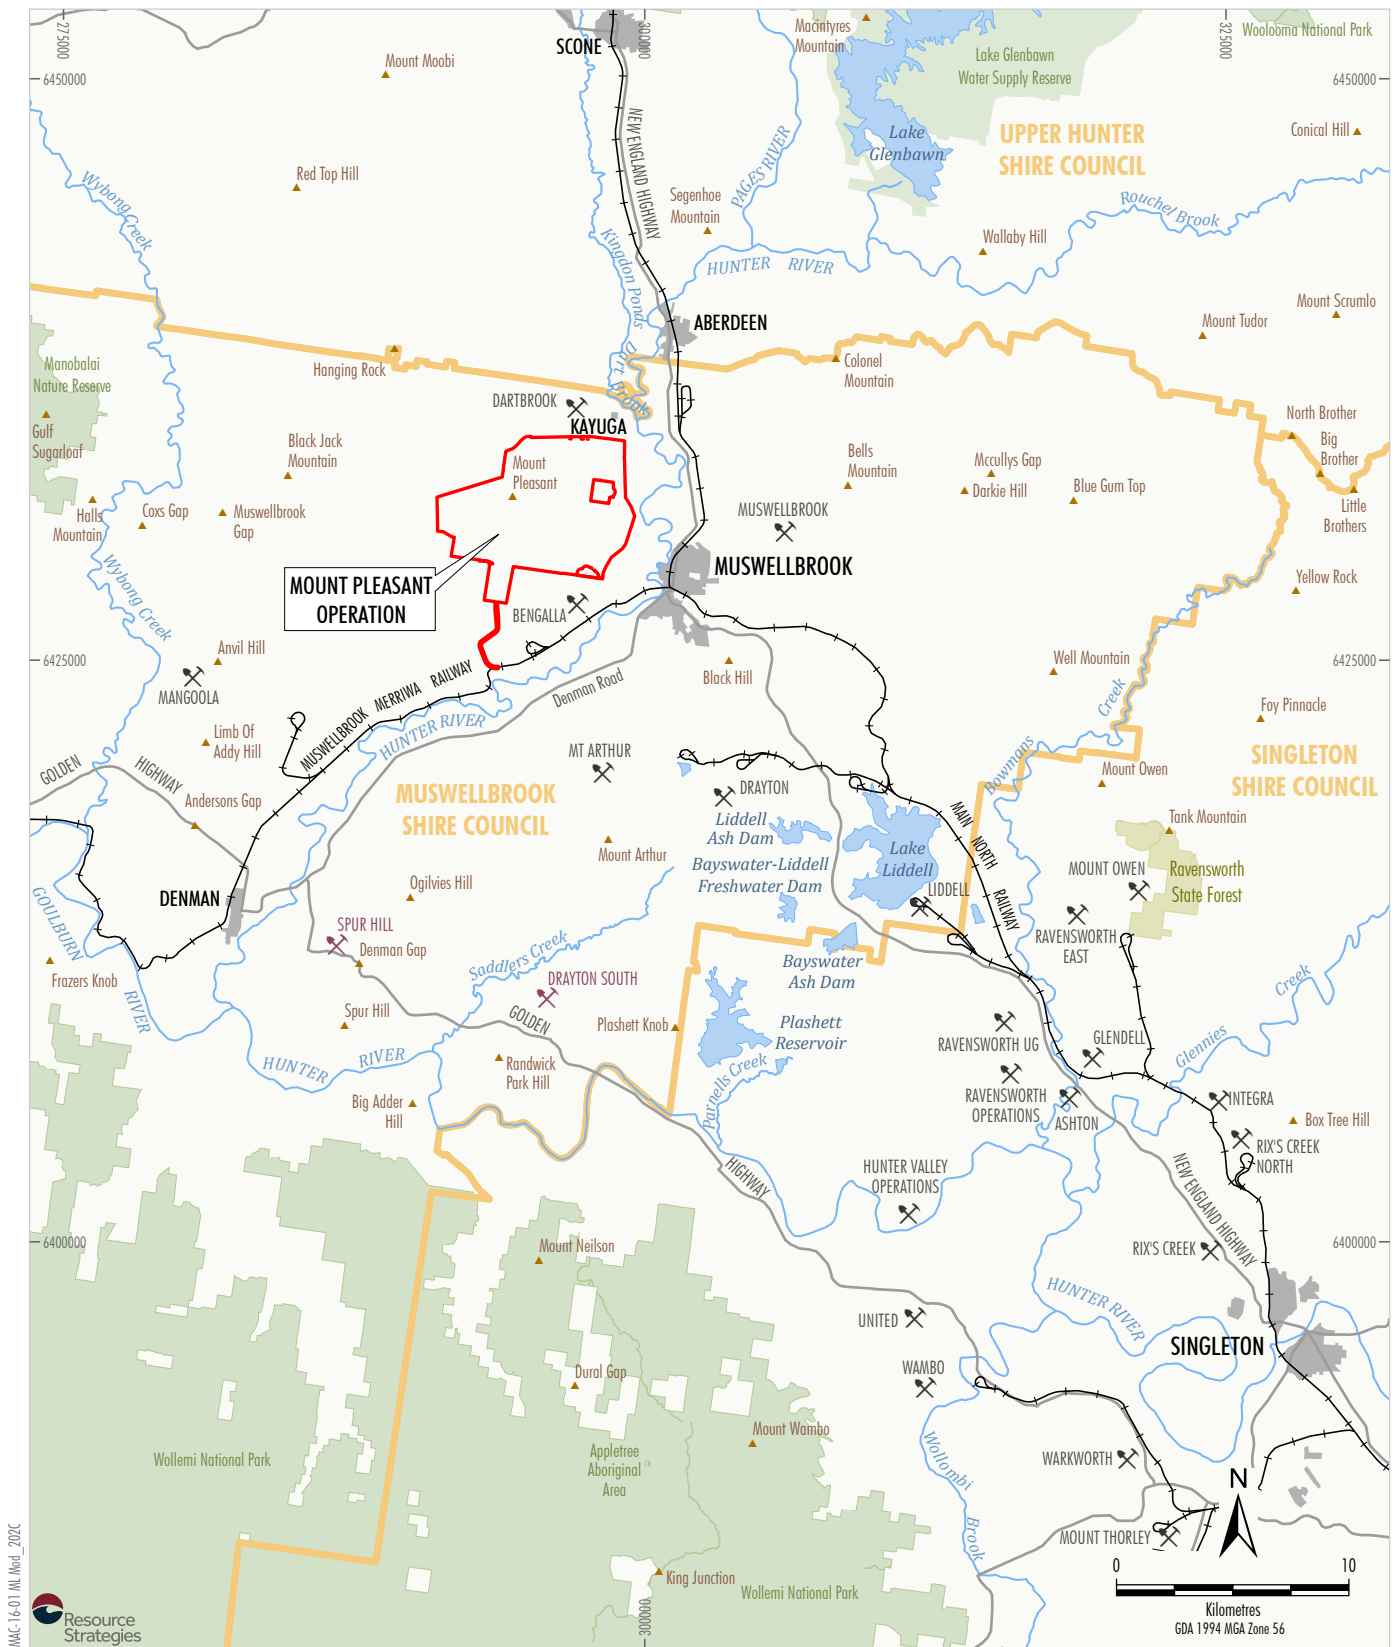 275000
300000
325000
SCONE
Macintyres
Mountain
Woolooma National Park
Mount Moobi
Lake Glenbawn
Water Supply Reserve
6450000
6450000
NEW ENGLAND HIGHWAY
Lake
Glenbawn
UPPER HUNTER
SHIRE COUNCIL
Conical Hill
Wybong Creek
Red Top Hill
PAGES RIVER
Segenhoe
Mountain
Rouchel Brook
Kingdon Ponds
Wallaby Hill
HUNTER RIVER
Mount Scrumlo
ABERDEEN
Mount Tudor
Manobalai
Nature Reserve
Hanging Rock
Dart Brook
Colonel
Mountain
DARTBROOK
KAYUGA
Gulf
Sugarloaf
Black Jack
Mountain
North Brother
Big
Brother
Mount
Pleasant
Bells
Mountain
Mccullys Gap
Darkie Hill
Blue Gum Top
Little
Brothers
Halls
Mountain
Coxs Gap
Muswellbrook
Gap
MUSWELLBROOK
Wybong Creek
MOUNT PLEASANT
OPERATION
MUSWELLBROOK
Yellow Rock
BENGALLA
Anvil Hill
6425000
6425000
MANGOOLA
MUSWELLBROOK MERRIWA RAILWAY
Denman Road
Black Hill
Well Mountain
Creek
Foy Pinnacle
Limb Of
Addy Hill
HUNTER RIVER
GOLDEN
HIGHWAY
MT ARTHUR
Bowmans
SINGLETON
SHIRE COUNCIL
Mount Owen
MUSWELLBROOK
SHIRE COUNCIL
Andersons Gap
DRAYTON
MAIN NORTH RAILWAY
Liddell
Ash Dam
Tank Mountain
Mount Arthur
Bayswater-Liddell
Freshwater Dam
Lake
Liddell
LIDDELL
MOUNT OWEN
Ravensworth
State Forest
GOULBURN
RIVER
DENMAN
Ogilvies Hill
SPUR HILL
Denman Gap
RAVENSWORTH
EAST
Frazers Knob
Saddlers Creek
DRAYTON SOUTH
Bayswater
Ash Dam
Creek
Spur Hill
GOLDEN
Plashett Knob
Plashett
Reservoir
RAVENSWORTH UG
GLENDELL
Glennies
HUNTER RIVER
Randwick
Park Hill
Parnells Creek
RAVENSWORTH
OPERATIONS
ASHTON
INTEGRA
Big Adder
Hill
Box Tree Hill
RIX'S CREEK
NORTH
HIGHWAY
HUNTER VALLEY
OPERATIONS
NEW ENGLAND HIGHWAY
6400000
6400000
Mount Neilson
RIX'S CREEK
HUNTER RIVER
UNITED
SINGLETON
WAMBO
Dural Gap
Mount Wambo
Wollemi National Park
Appletree
Aboriginal
Area
Wollombi
Brook
WARKWORTH
N
MOUNT THORLEY
King Junction
Wollemi National Park
0
10
Kilometres
GDA 1994 MGA Zone 56
300000
MAC-16-01 ML Mod_202C
Resource
Strategies